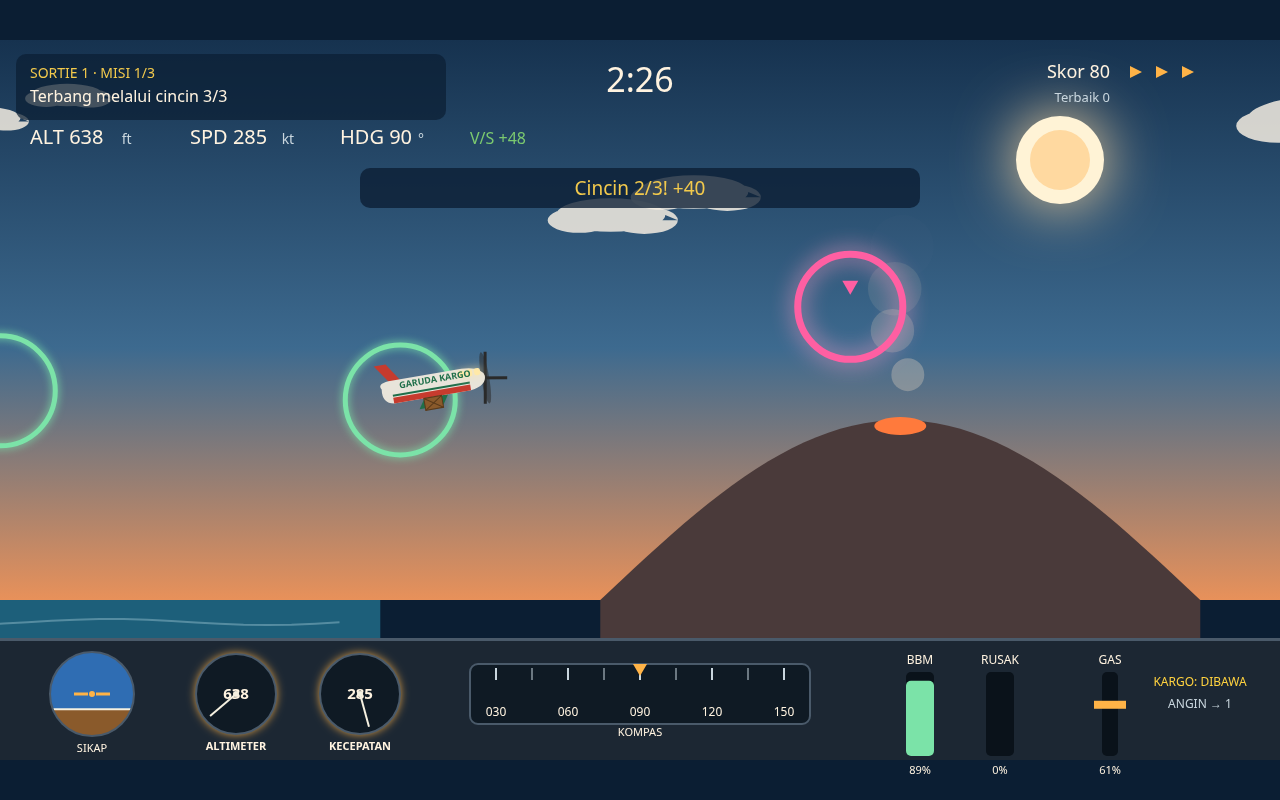 SORTIE 1 · MISI 1/3
Terbang melalui cincin 3/3
2:26
Skor 80
Terbaik 0
ALT 638 ft SPD 285 kt HDG 90 ° V/S +48
Cincin 2/3! +40
GARUDA KARGO
638
285
SIKAP
ALTIMETER
KECEPATAN
030 060 090 120 150
KOMPAS
BBM
RUSAK
GAS
89%
0%
61%
KARGO: DIBAWA
ANGIN → 1